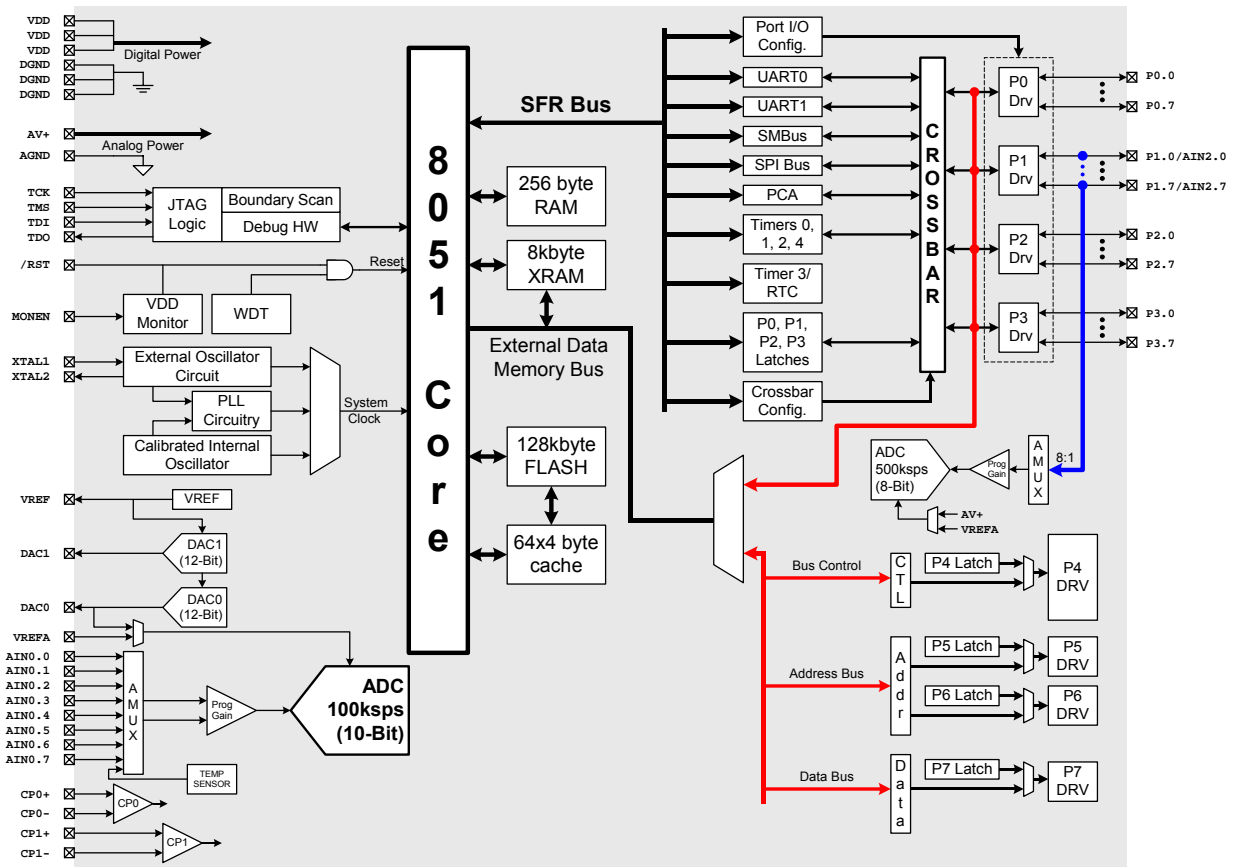 VDD
VDD
VDD
Digital Power
DGND
DGND
DGND
AV+
Analog Power
AGND
TCK
TMS
TDI
TDO
JTAG
Logic
Boundary Scan
Debug HW
/RST
Reset
MONEN
VDD
Monitor
WDT
XTAL1
XTAL2
External Oscillator
Circuit
PLL
Circuitry
Calibrated Internal
Oscillator
System
Clock
VREF
VREF
DAC1
DAC1
(12-Bit)
DAC0
DAC0
(12-Bit)
VREFA
AIN0.0
AIN0.1
AIN0.2
AIN0.3
AIN0.4
AIN0.5
AIN0.6
AIN0.7
AMUX
Prog
Gain
ADC
100ksps
(10-Bit)
TEMP
SENSOR
CP0+
CP0-
CP0
CP1+
CP1-
CP1
8051 Core
SFR Bus
256 byte
RAM
8kbyte
XRAM
External Data
Memory Bus
128kbyte
FLASH
64x4 byte
cache
Port I/O
Config.
UART0
UART1
SMBus
SPI Bus
PCA
Timers 0,
1, 2, 4
Timer 3/
RTC
P0, P1,
P2, P3
Latches
Crossbar
Config.
CROSSBAR
P0
Drv
P1
Drv
P2
Drv
P3
Drv
P0.0
P0.7
P1.0/AIN2.0
P1.7/AIN2.7
P2.0
P2.7
P3.0
P3.7
ADC
500ksps
(8-Bit)
Prog
Gain
AMUX
8:1
AV+
VREFA
Bus Control
CTL
P4 Latch
P4
DRV
Address Bus
Addr
P5 Latch
P5
DRV
P6 Latch
P6
DRV
Data Bus
Data
P7 Latch
P7
DRV